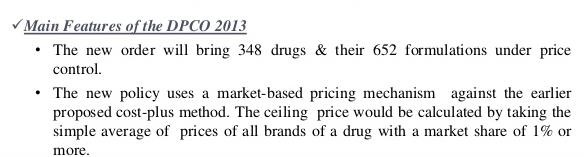 ✓Main Features of the DPCO 2013
• The new order will bring 348 drugs & their 652 formulations under price
control.
• The new policy uses a market-based pricing mechanism against the earlier
proposed cost-plus method. The ceiling price would be calculated by taking the
simple average of prices of all brands of a drug with a market share of 1% or
more.